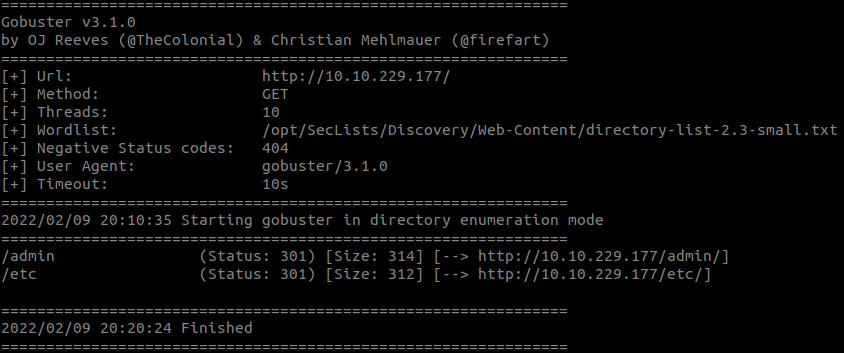 ===============================================================
Gobuster v3.1.0
by OJ Reeves (@TheColonial) & Christian Mehlmauer (@firefart)
===============================================================
[+] Url:                     http://10.10.229.177/
[+] Method:                  GET
[+] Threads:                 10
[+] Wordlist:                /opt/SecLists/Discovery/Web-Content/directory-list-2.3-small.txt
[+] Negative Status codes:   404
[+] User Agent:              gobuster/3.1.0
[+] Timeout:                 10s
===============================================================
2022/02/09 20:10:35 Starting gobuster in directory enumeration mode
===============================================================
/admin                (Status: 301) [Size: 314] [--> http://10.10.229.177/admin/]
/etc                  (Status: 301) [Size: 312] [--> http://10.10.229.177/etc/]

===============================================================
2022/02/09 20:20:24 Finished
===============================================================